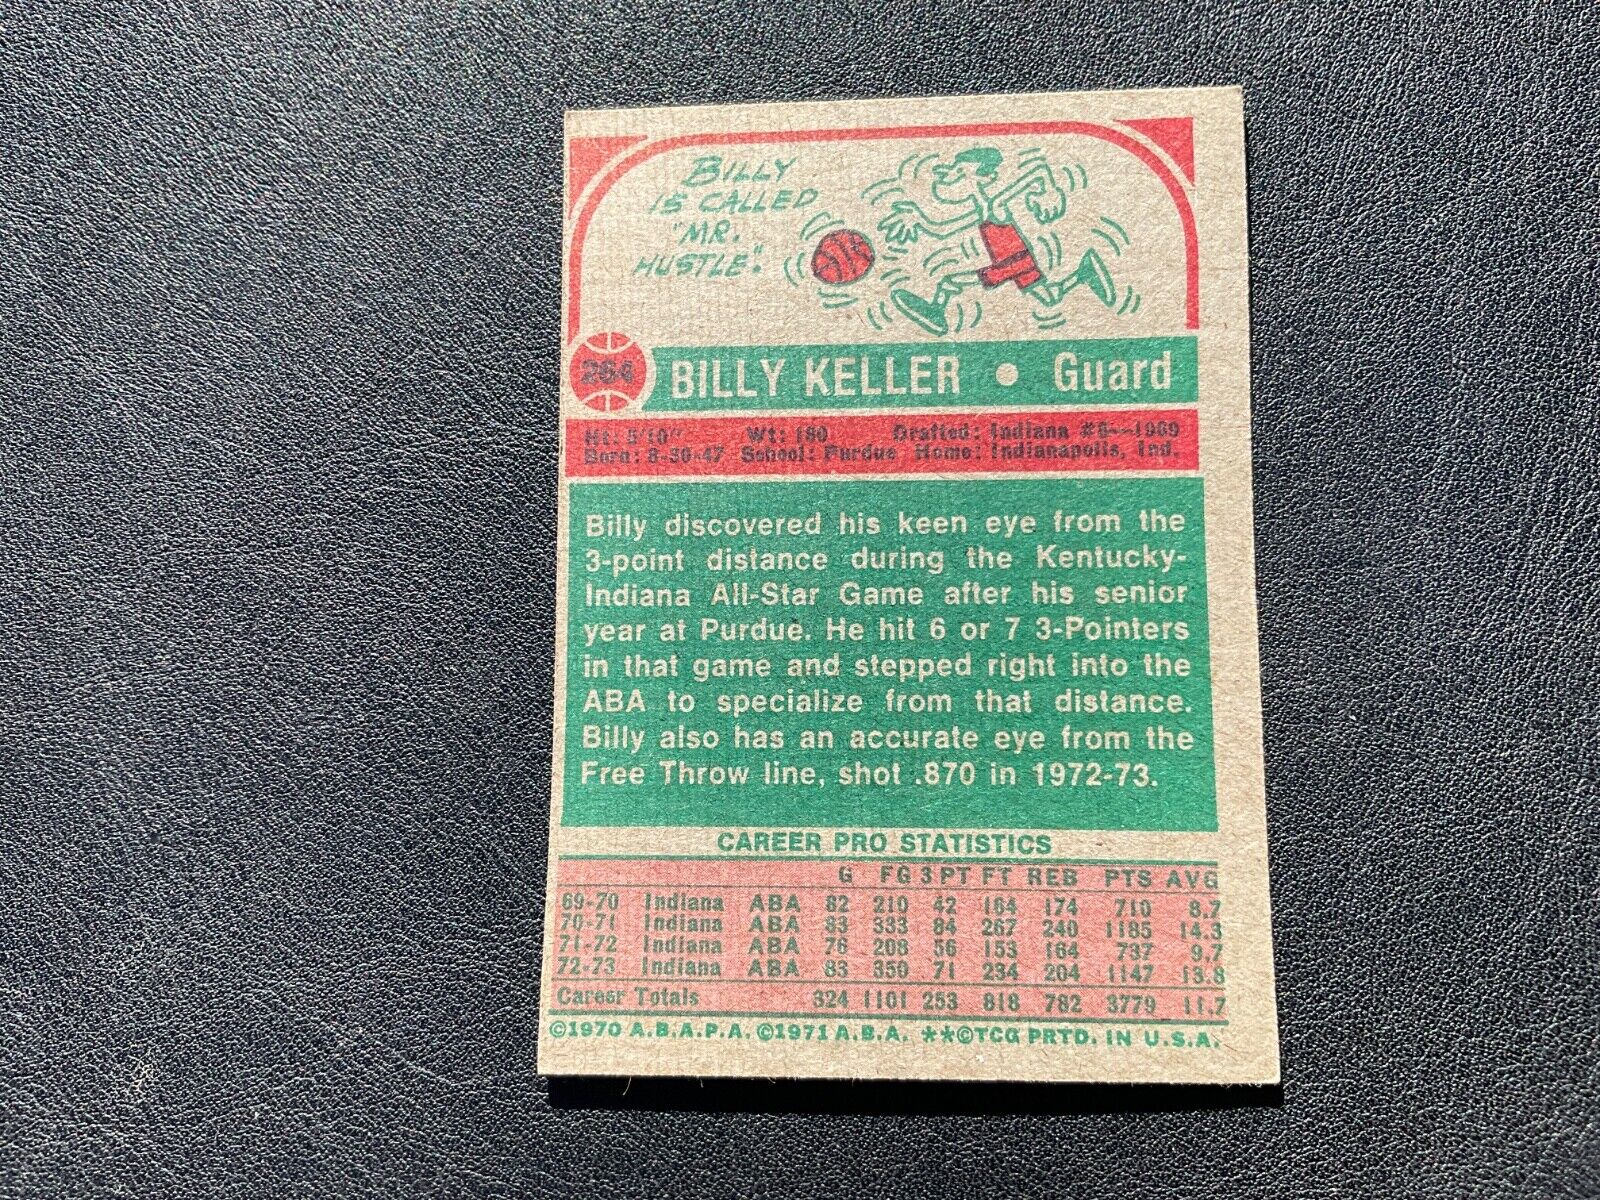 BILLY
IS CALLED
"MR.
HUSTLE".
264 BILLY KELLER • Guard
Ht: 5'10" Wt: 180 Drafted: Indiana #6--1969
Born: 8-30-47 School: Purdue Home: Indianapolis, Ind.
Billy discovered his keen eye from the
3-point distance during the Kentucky-
Indiana All-Star Game after his senior
year at Purdue. He hit 6 or 7 3-Pointers
in that game and stepped right into the
ABA to specialize from that distance.
Billy also has an accurate eye from the
Free Throw line, shot .870 in 1972-73.
CAREER PRO STATISTICS
G FG 3PT FT REB PTS AVG
69-70 Indiana ABA 82 210 42 164 174 710 8.7
70-71 Indiana ABA 83 333 84 267 240 1185 14.3
71-72 Indiana ABA 76 208 56 153 164 737 9.7
72-73 Indiana ABA 83 350 71 234 204 1147 13.8
Career Totals 324 1101 253 818 782 3779 11.7
©1970 A.B.A.P.A. ©1971 A.B.A. **©TCG PRTD. IN U.S.A.